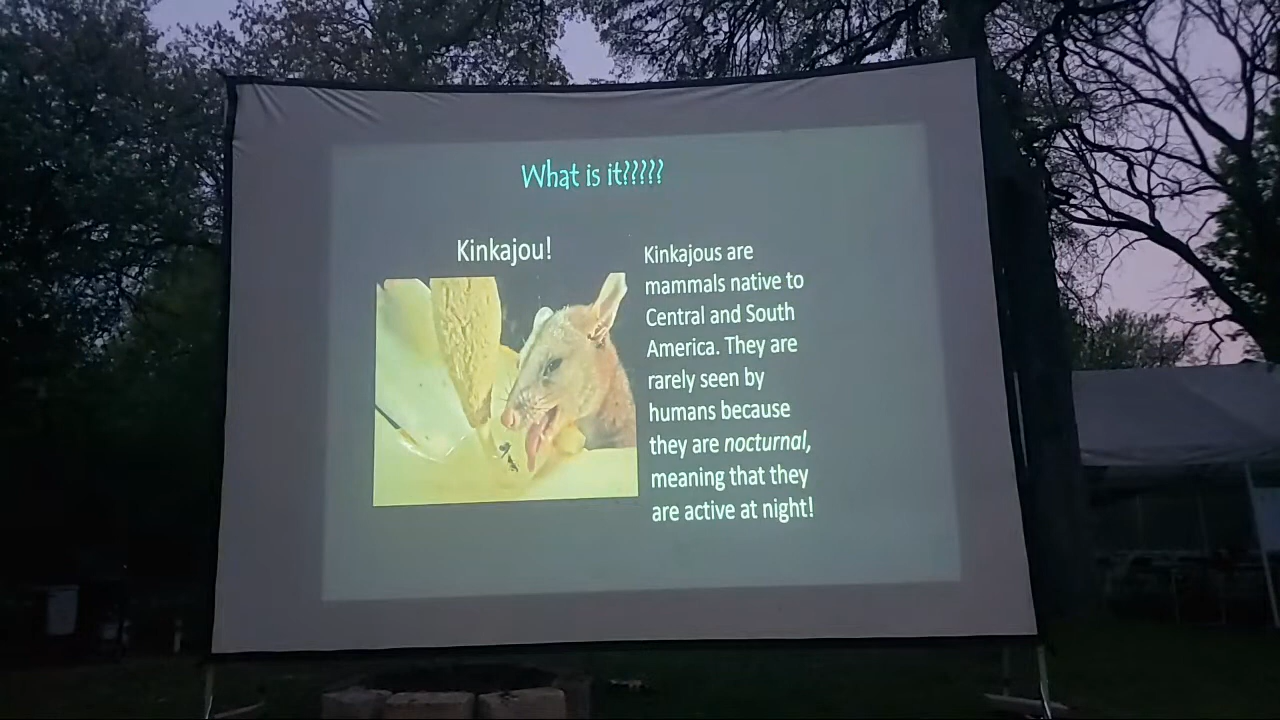 What is it?????
Kinkajou!
Kinkajous are
mammals native to
Central and South
America. They are
rarely seen by
humans because
they are nocturnal,
meaning that they
are active at night!